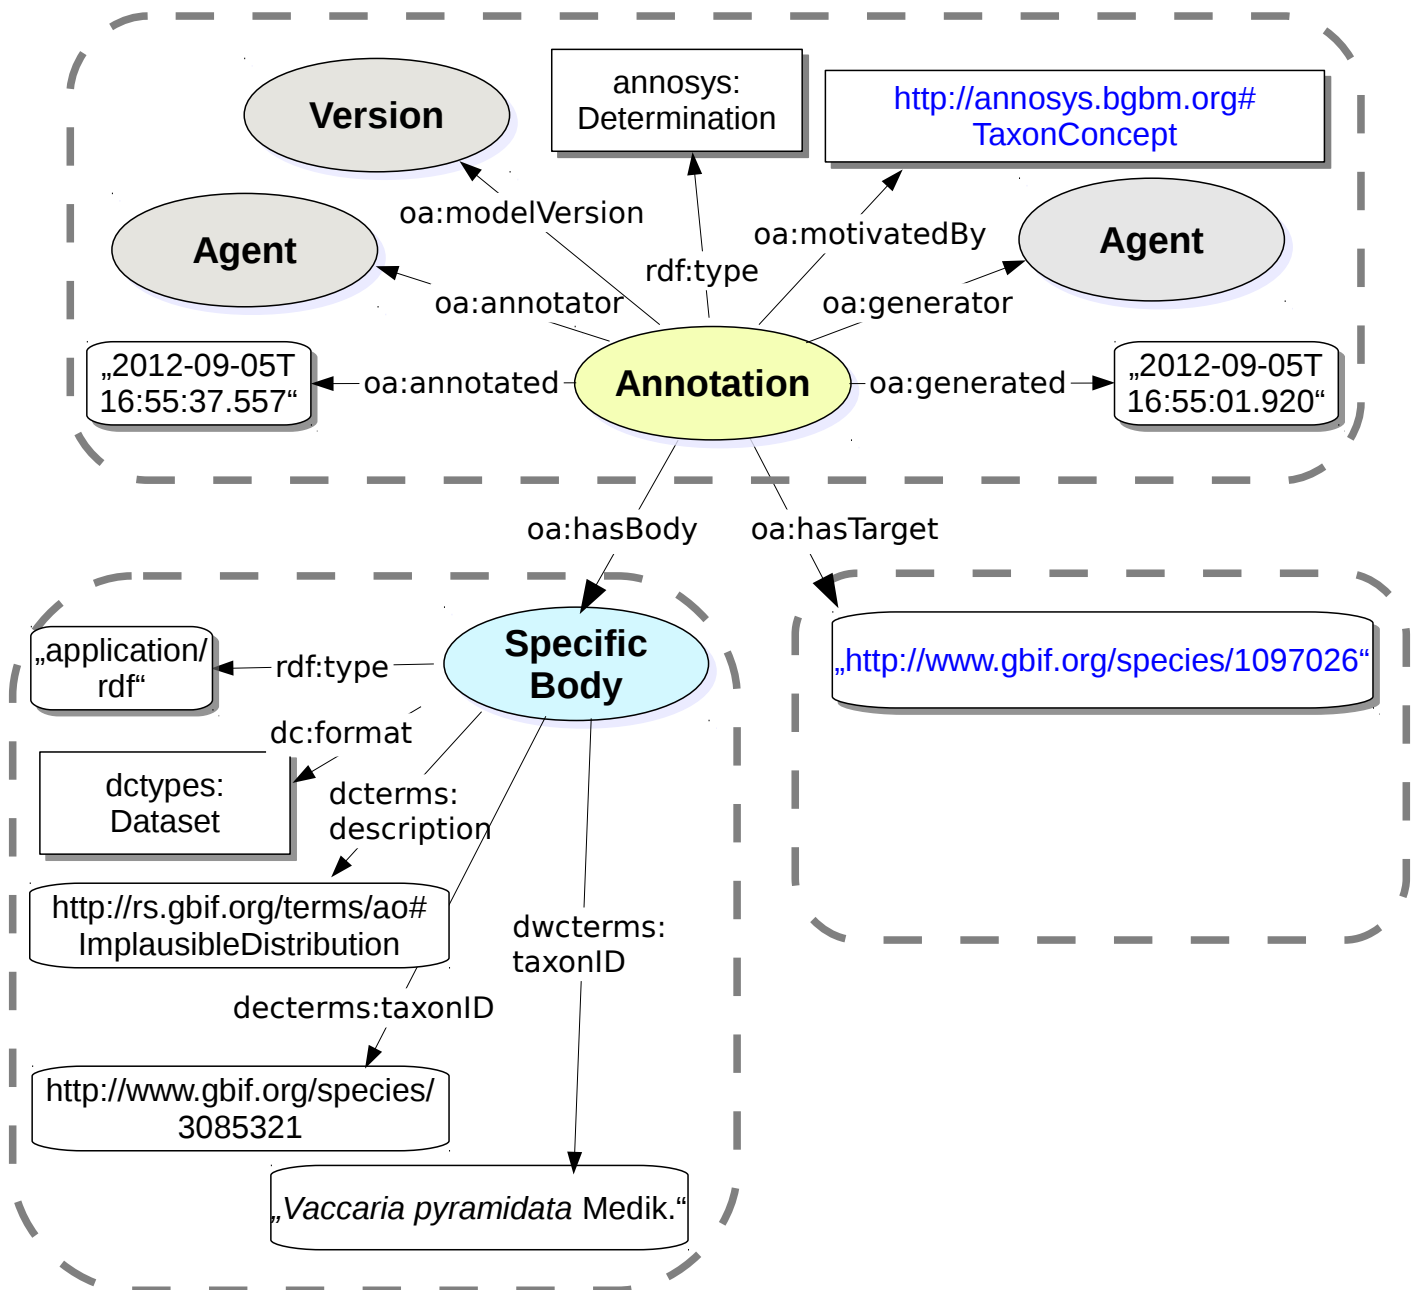 annosys:
Determination
http://annosys.bgbm.org#
TaxonConcept
Version
oa:modelVersion
oa:motivatedBy
Agent
Agent
rdf:type
oa:annotator
oa:generator
„2012-09-05T
16:55:37.557“
oa:annotated
Annotation
oa:generated
„2012-09-05T
16:55:01.920“
oa:hasBody
oa:hasTarget
„application/
rdf“
rdf:type
Specific
Body
„http://www.gbif.org/species/1097026“
dc:format
dctypes:
Dataset
dcterms:
description
http://rs.gbif.org/terms/ao#
ImplausibleDistribution
dwcterms:
taxonID
decterms:taxonID
http://www.gbif.org/species/
3085321
„Vaccaria pyramidata Medik.“